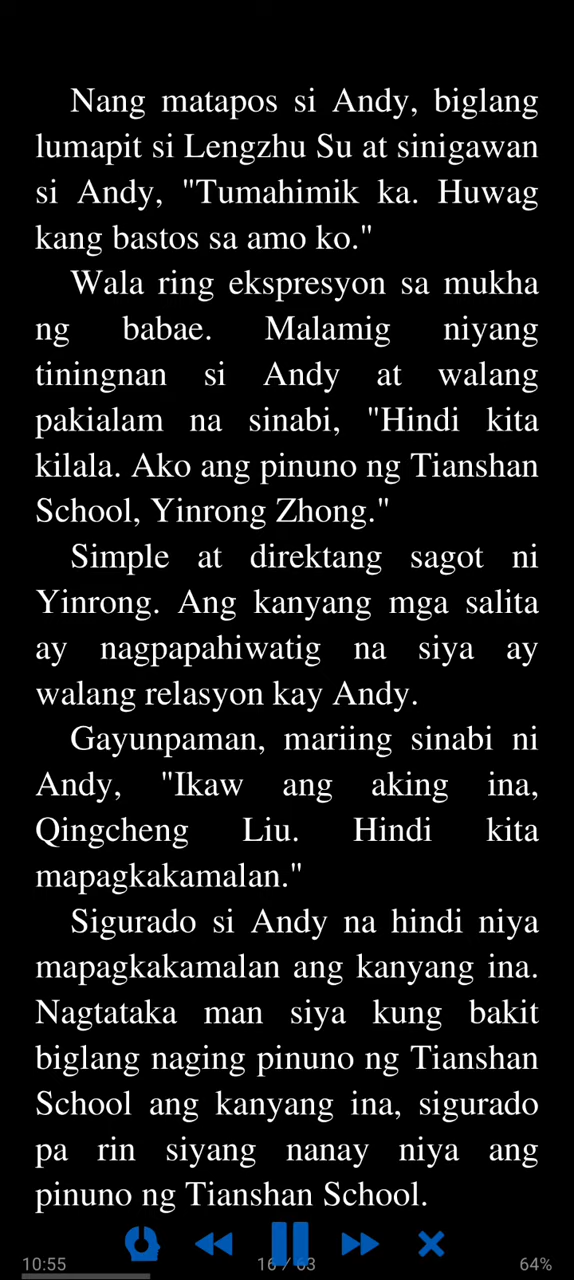 Nang matapos si Andy, biglang
lumapit si Lengzhu Su at sinigawan
si Andy, "Tumahimik ka. Huwag
kang bastos sa amo ko."
Wala ring ekspresyon sa mukha
ng babae. Malamig niyang
tiningnan si Andy at walang
pakialam na sinabi, "Hindi kita
kilala. Ako ang pinuno ng Tianshan
School, Yinrong Zhong."
Simple at direktang sagot ni
Yinrong. Ang kanyang mga salita
ay nagpapahiwatig na siya ay
walang relasyon kay Andy.
Gayunpaman, mariing sinabi ni
Andy, "Ikaw ang aking ina,
Qingcheng Liu. Hindi kita
mapagkakamalan."
Sigurado si Andy na hindi niya
mapagkakamalan ang kanyang ina.
Nagtataka man siya kung bakit
biglang naging pinuno ng Tianshan
School ang kanyang ina, sigurado
pa rin siyang nanay niya ang
pinuno ng Tianshan School.
10:55 16 / 63 64%